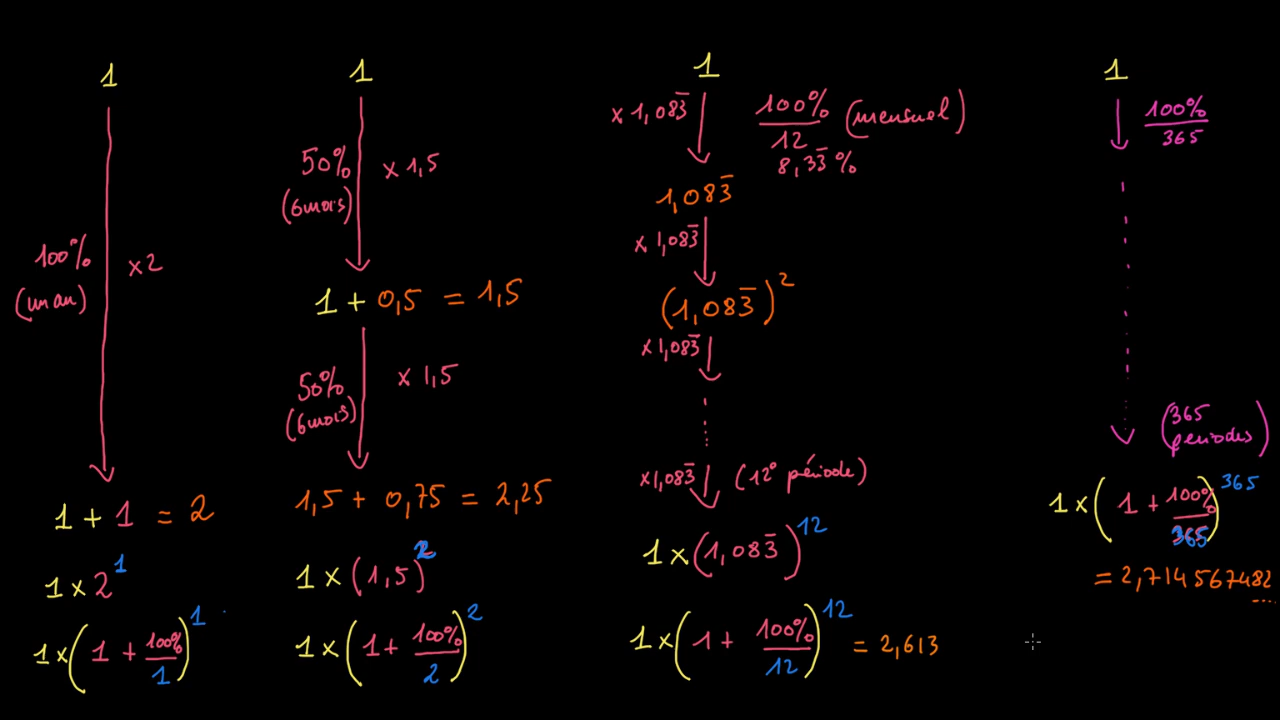 1
100%
(un an)
x2
1 + 1 = 2
1 x 2^1
1 x (1 + 100%/1)^1
1
50%
(6 mois)
x 1,5
1 + 0,5 = 1,5
50%
(6 mois)
x 1,5
1,5 + 0,75 = 2,25
1 x (1,5)^2
1 x (1 + 100%/2)^2
1
x 1,083̅
100%/12 (mensuel)
8,33̅ %
1,083̅
x 1,083̅
(1,083̅)^2
x 1,083̅
x 1,083̅ (12° période)
1 x (1,083̅)^12
1 x (1 + 100%/12)^12 = 2,613
1
100%/365
(365
périodes)
1 x (1 + 100%/365)^365
= 2,714567482...